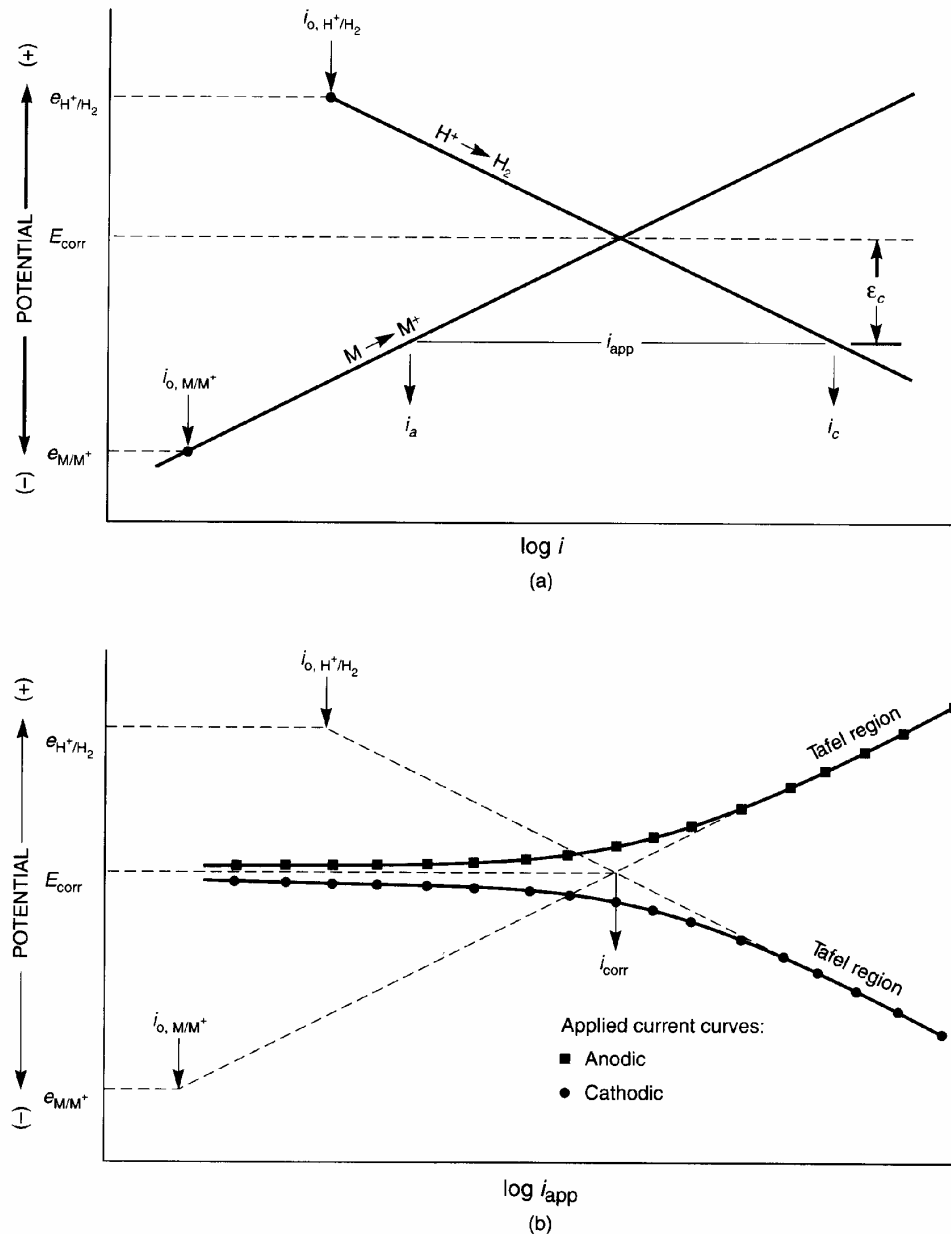 i_o, H⁺/H₂
(+)
e_H⁺/H₂
H⁺ → H₂
E_corr
POTENTIAL
ε_c
M → M⁺
i_app
i_o, M/M⁺
i_a
i_c
e_M/M⁺
(−)
log i
(a)
i_o, H⁺/H₂
(+)
e_H⁺/H₂
Tafel region
E_corr
POTENTIAL
i_corr
Tafel region
i_o, M/M⁺
Applied current curves:
■ Anodic
● Cathodic
e_M/M⁺
(−)
log i_app
(b)